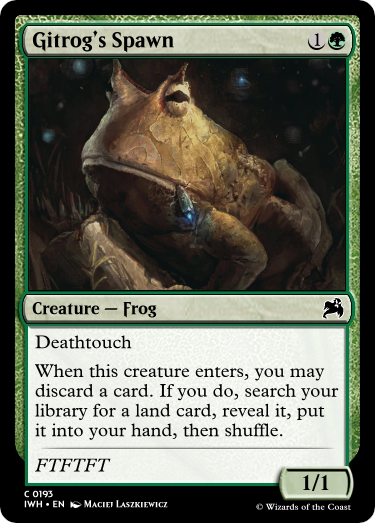 Gitrog's Spawn 1
Creature — Frog
Deathtouch
When this creature enters, you may
discard a card. If you do, search your
library for a land card, reveal it, put
it into your hand, then shuffle.
FTFTFT
1/1
C 0193
IWH • EN Maciej Laszkiewicz
© Wizards of the Coast